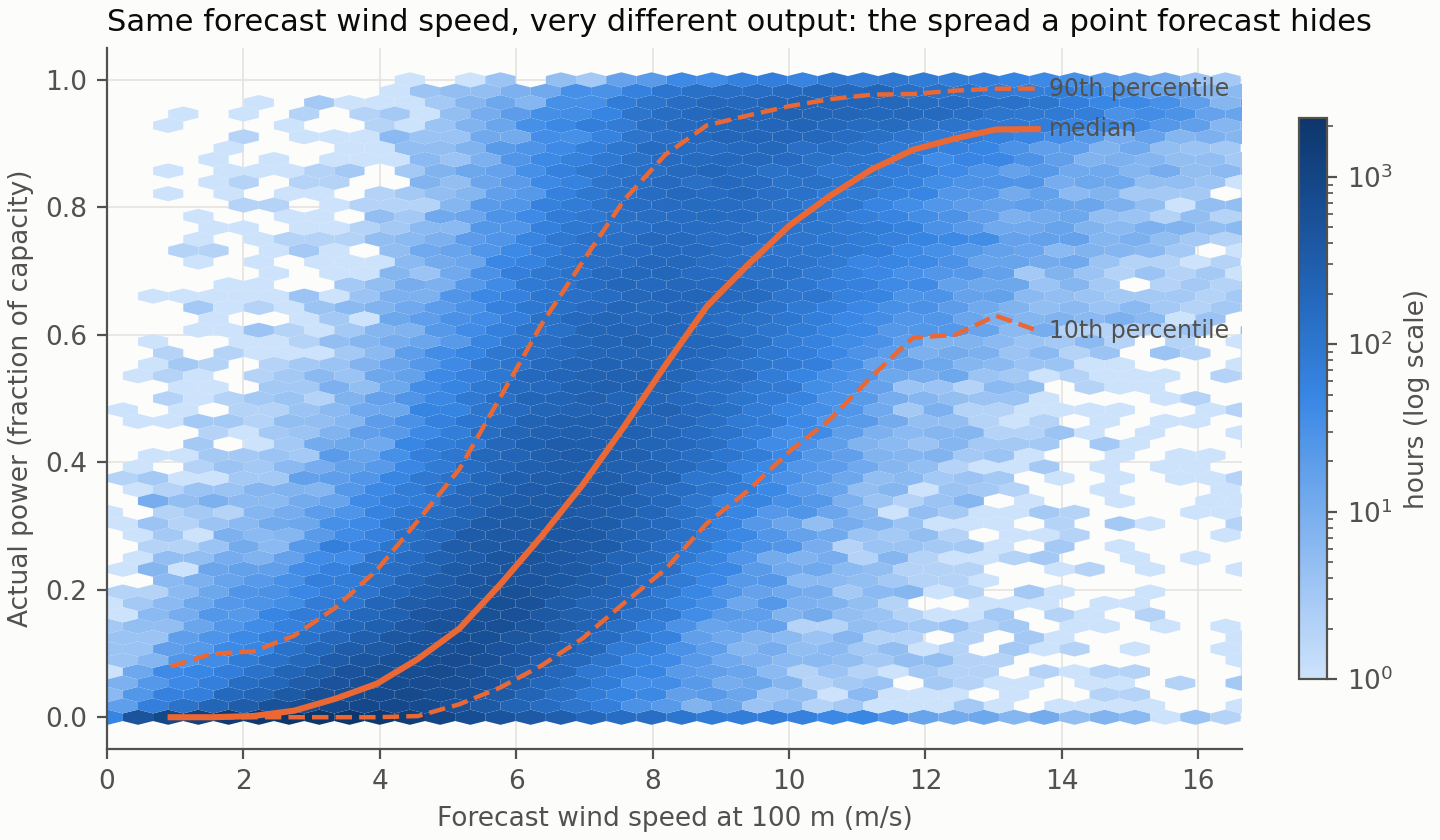 Same forecast wind speed, very different output: the spread a point forecast hides
Actual power (fraction of capacity)
1.0
0.8
0.6
0.4
0.2
0.0
90th percentile
median
10th percentile
0 2 4 6 8 10 12 14 16
Forecast wind speed at 100 m (m/s)
10³
10²
10¹
10⁰
hours (log scale)